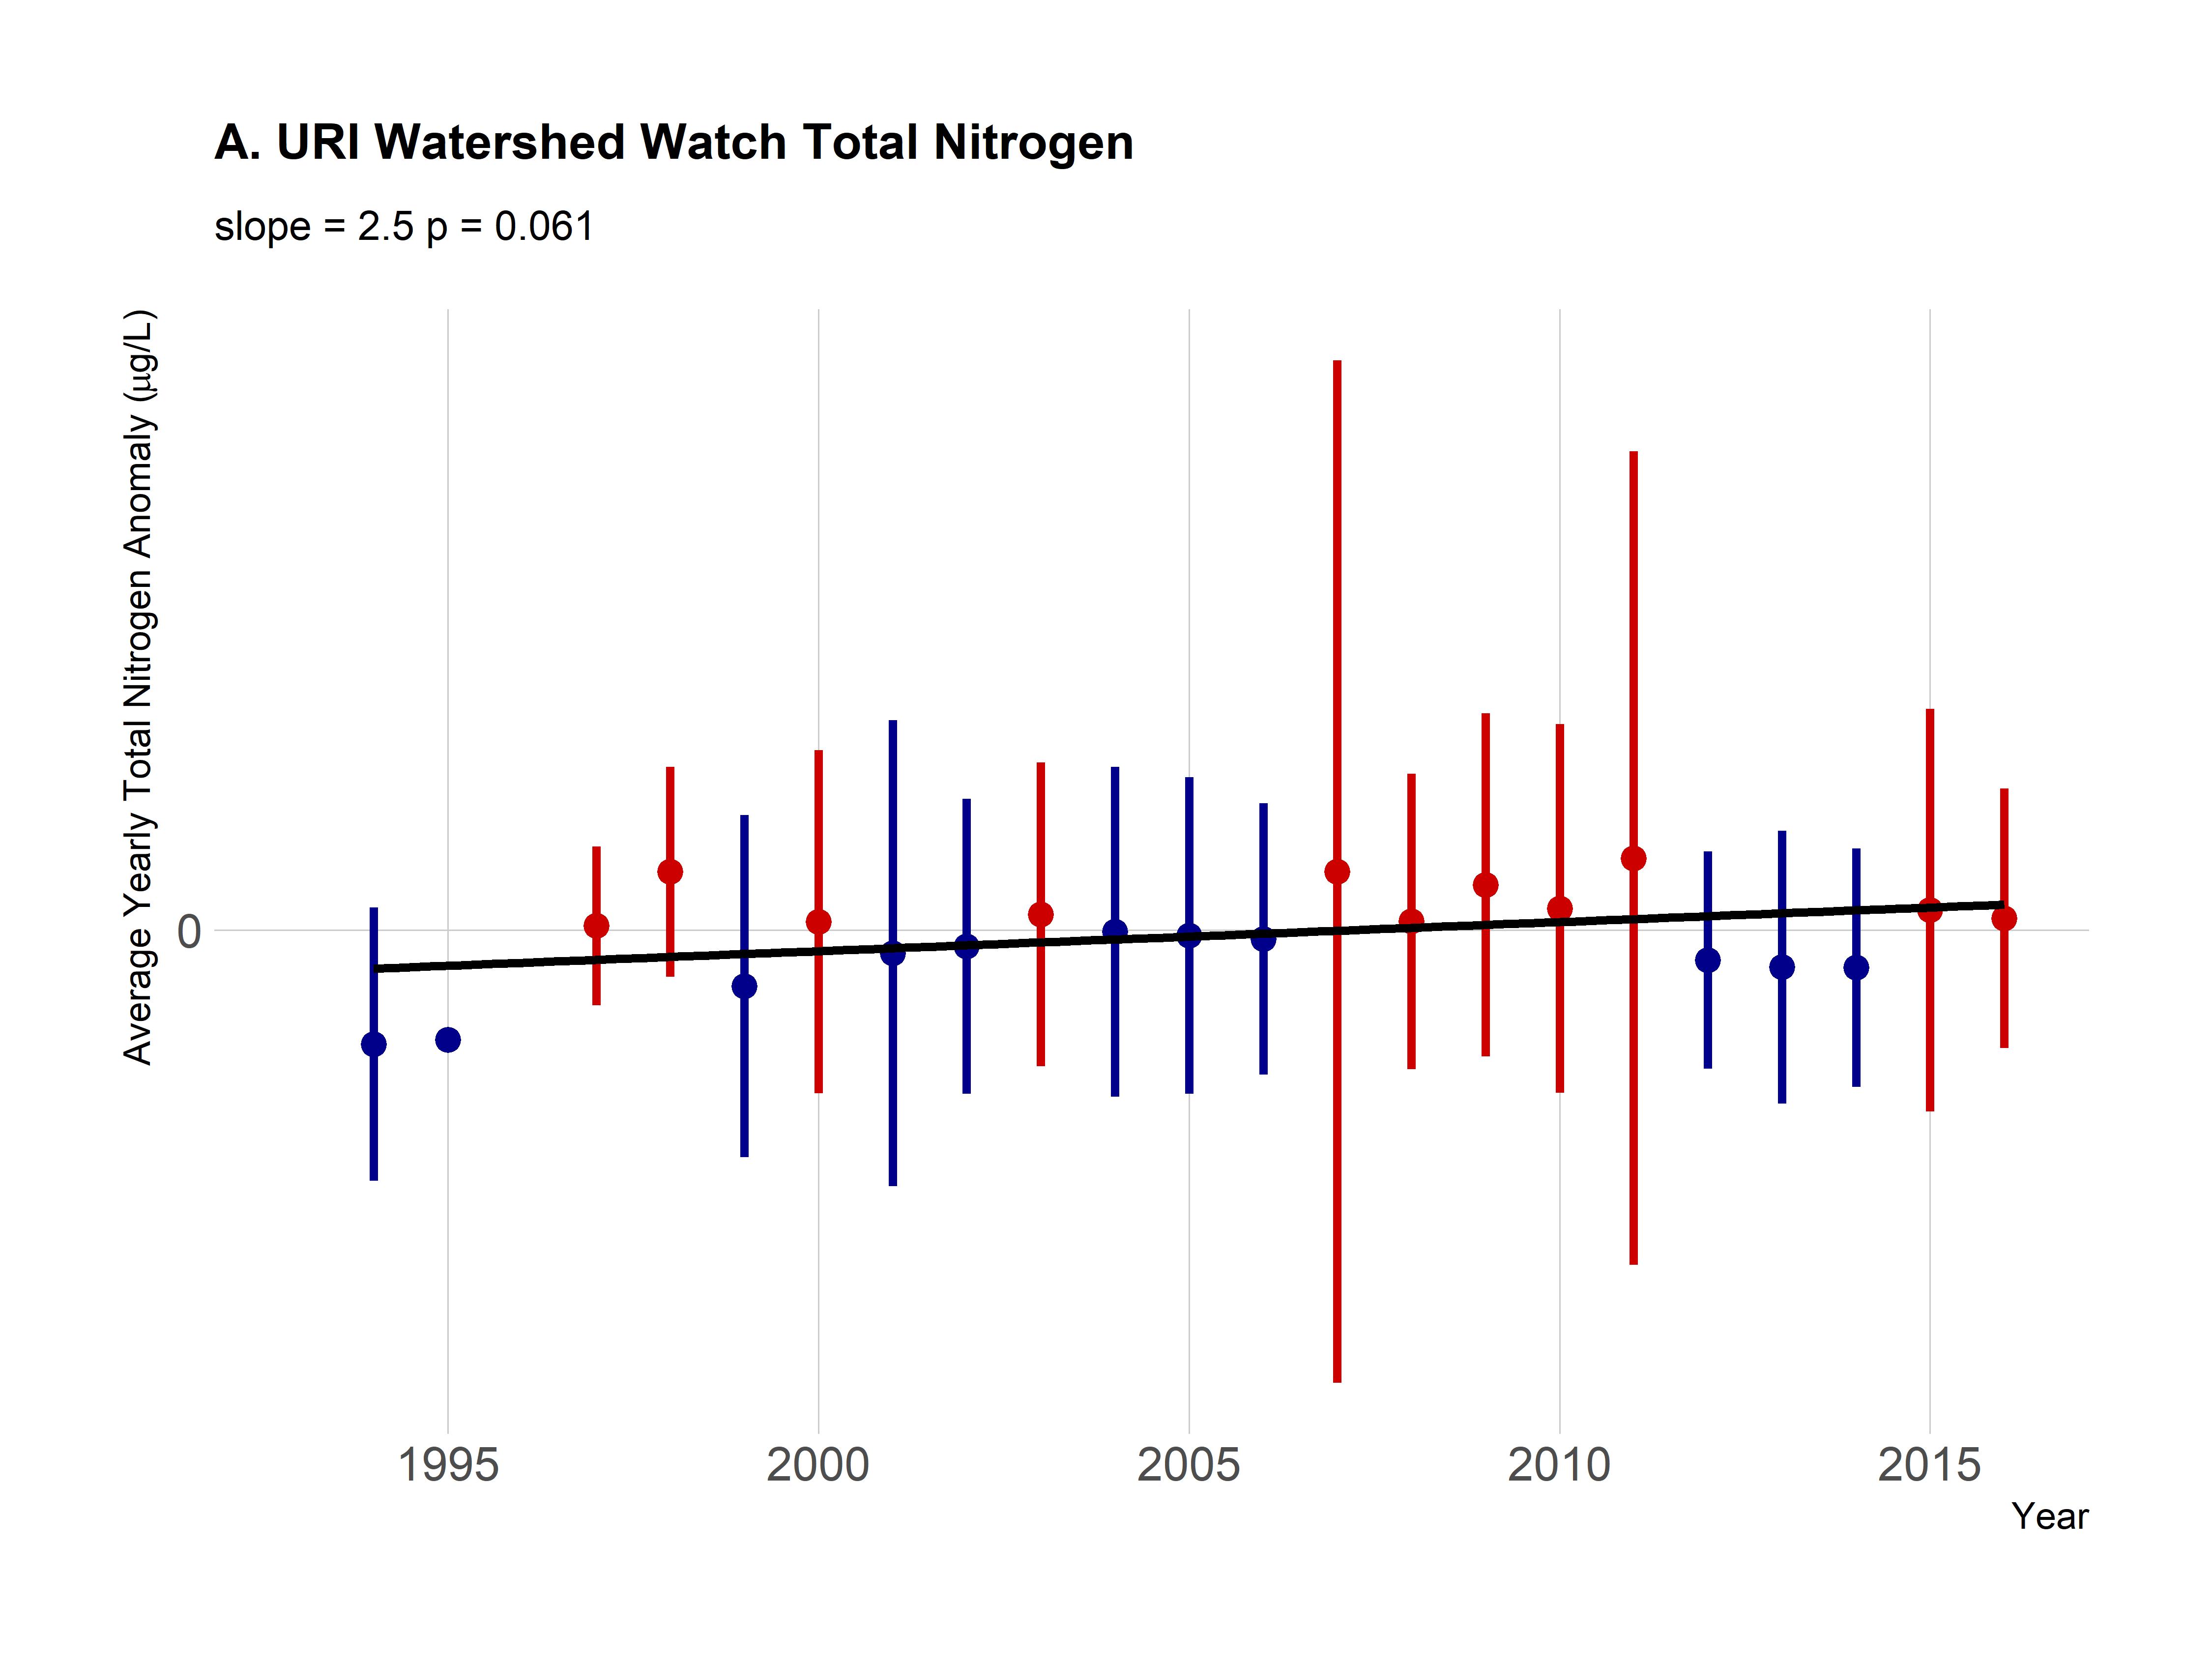 A. URI Watershed Watch Total Nitrogen
slope = 2.5 p = 0.061
Average Yearly Total Nitrogen Anomaly (μg/L)
0
1995 2000 2005 2010 2015
Year